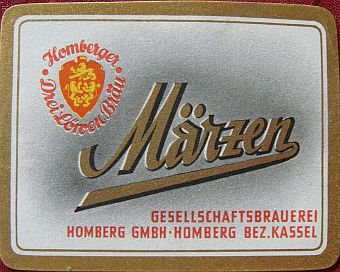 Homberger
Drei Löwen Bräu
Märzen
GESELLSCHAFTSBRAUEREI
HOMBERG GMBH·HOMBERG BEZ.KASSEL